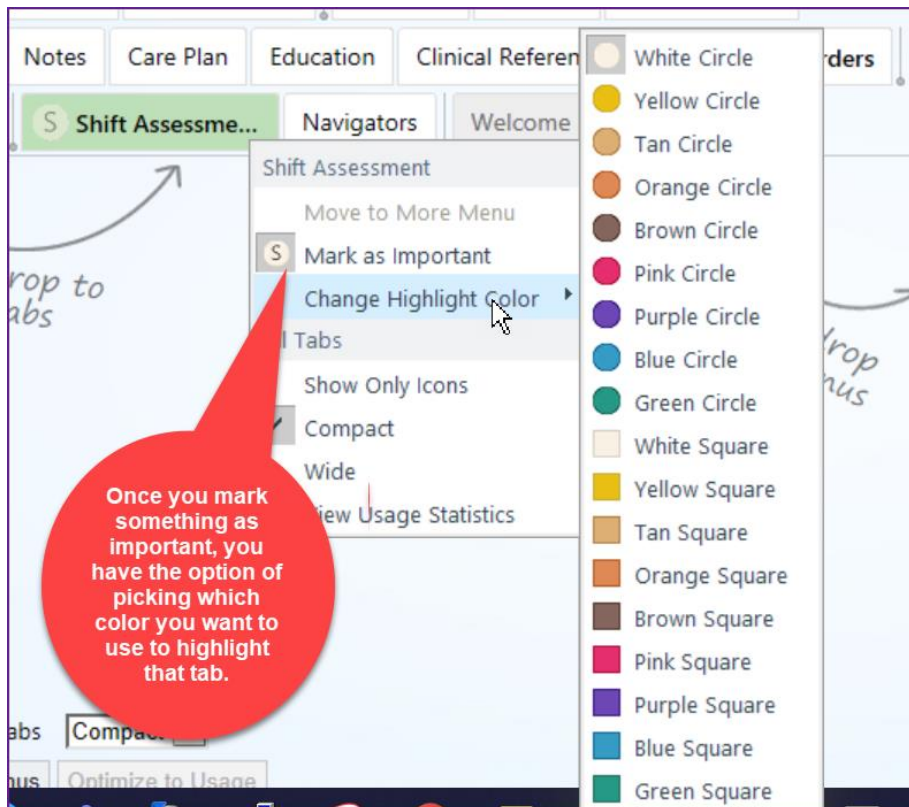 Notes Care Plan Education Clinical Referen rders
S Shift Assessme... Navigators Welcome
Shift Assessment
Move to More Menu
S Mark as Important
Change Highlight Color
l Tabs
Show Only Icons
Compact
Wide
iew Usage Statistics
White Circle
Yellow Circle
Tan Circle
Orange Circle
Brown Circle
Pink Circle
Purple Circle
Blue Circle
Green Circle
White Square
Yellow Square
Tan Square
Orange Square
Brown Square
Pink Square
Purple Square
Blue Square
Green Square
rop to
abs
drop
nus
Once you mark
something as
important, you
have the option of
picking which
color you want to
use to highlight
that tab.
abs Compact
nus Optimize to Usage